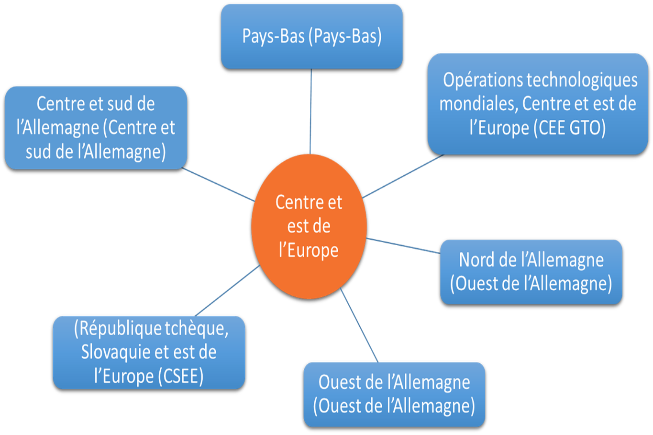 Pays-Bas (Pays-Bas)
Opérations technologiques
mondiales, Centre et est de
l’Europe (CEE GTO)
Centre et sud de
l’Allemagne (Centre et
sud de l’Allemagne)
Centre et
est de
l’Europe
Nord de l’Allemagne
(Ouest de l’Allemagne)
(République tchèque,
Slovaquie et est de
l’Europe (CSEE)
Ouest de l’Allemagne
(Ouest de l’Allemagne)